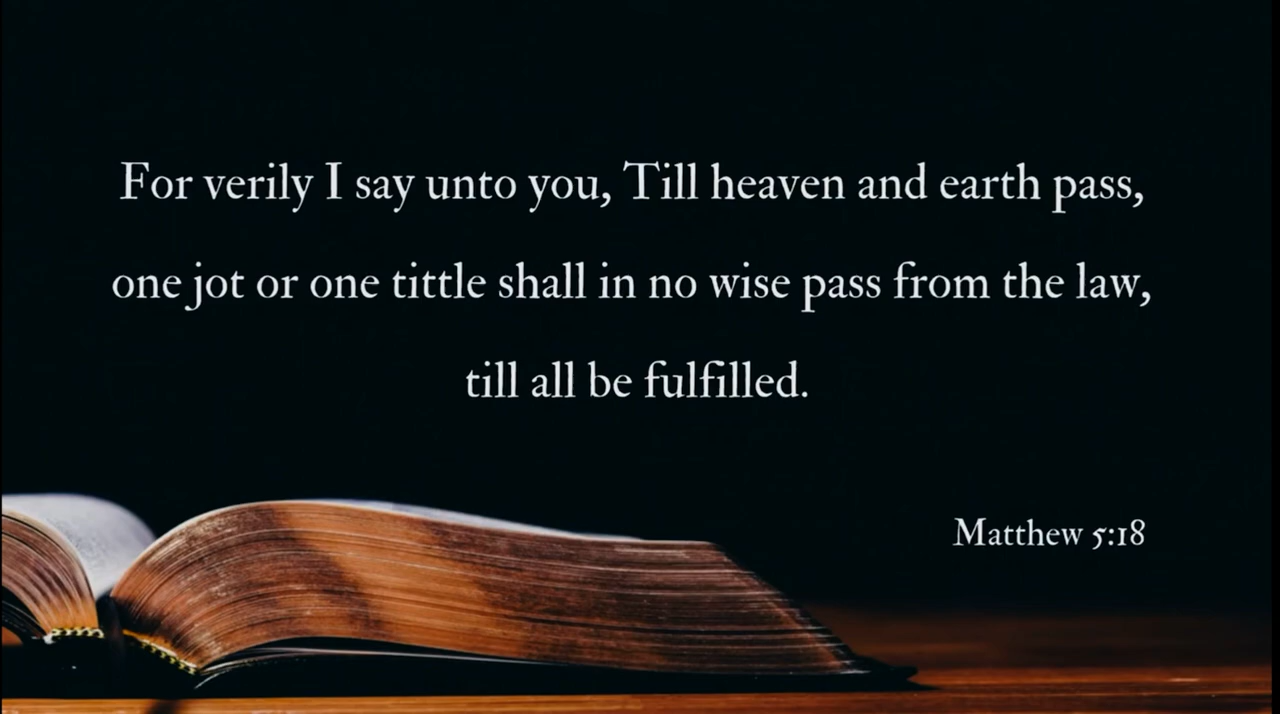 For verily I say unto you, Till heaven and earth pass,
one jot or one tittle shall in no wise pass from the law,
till all be fulfilled.
Matthew 5:18